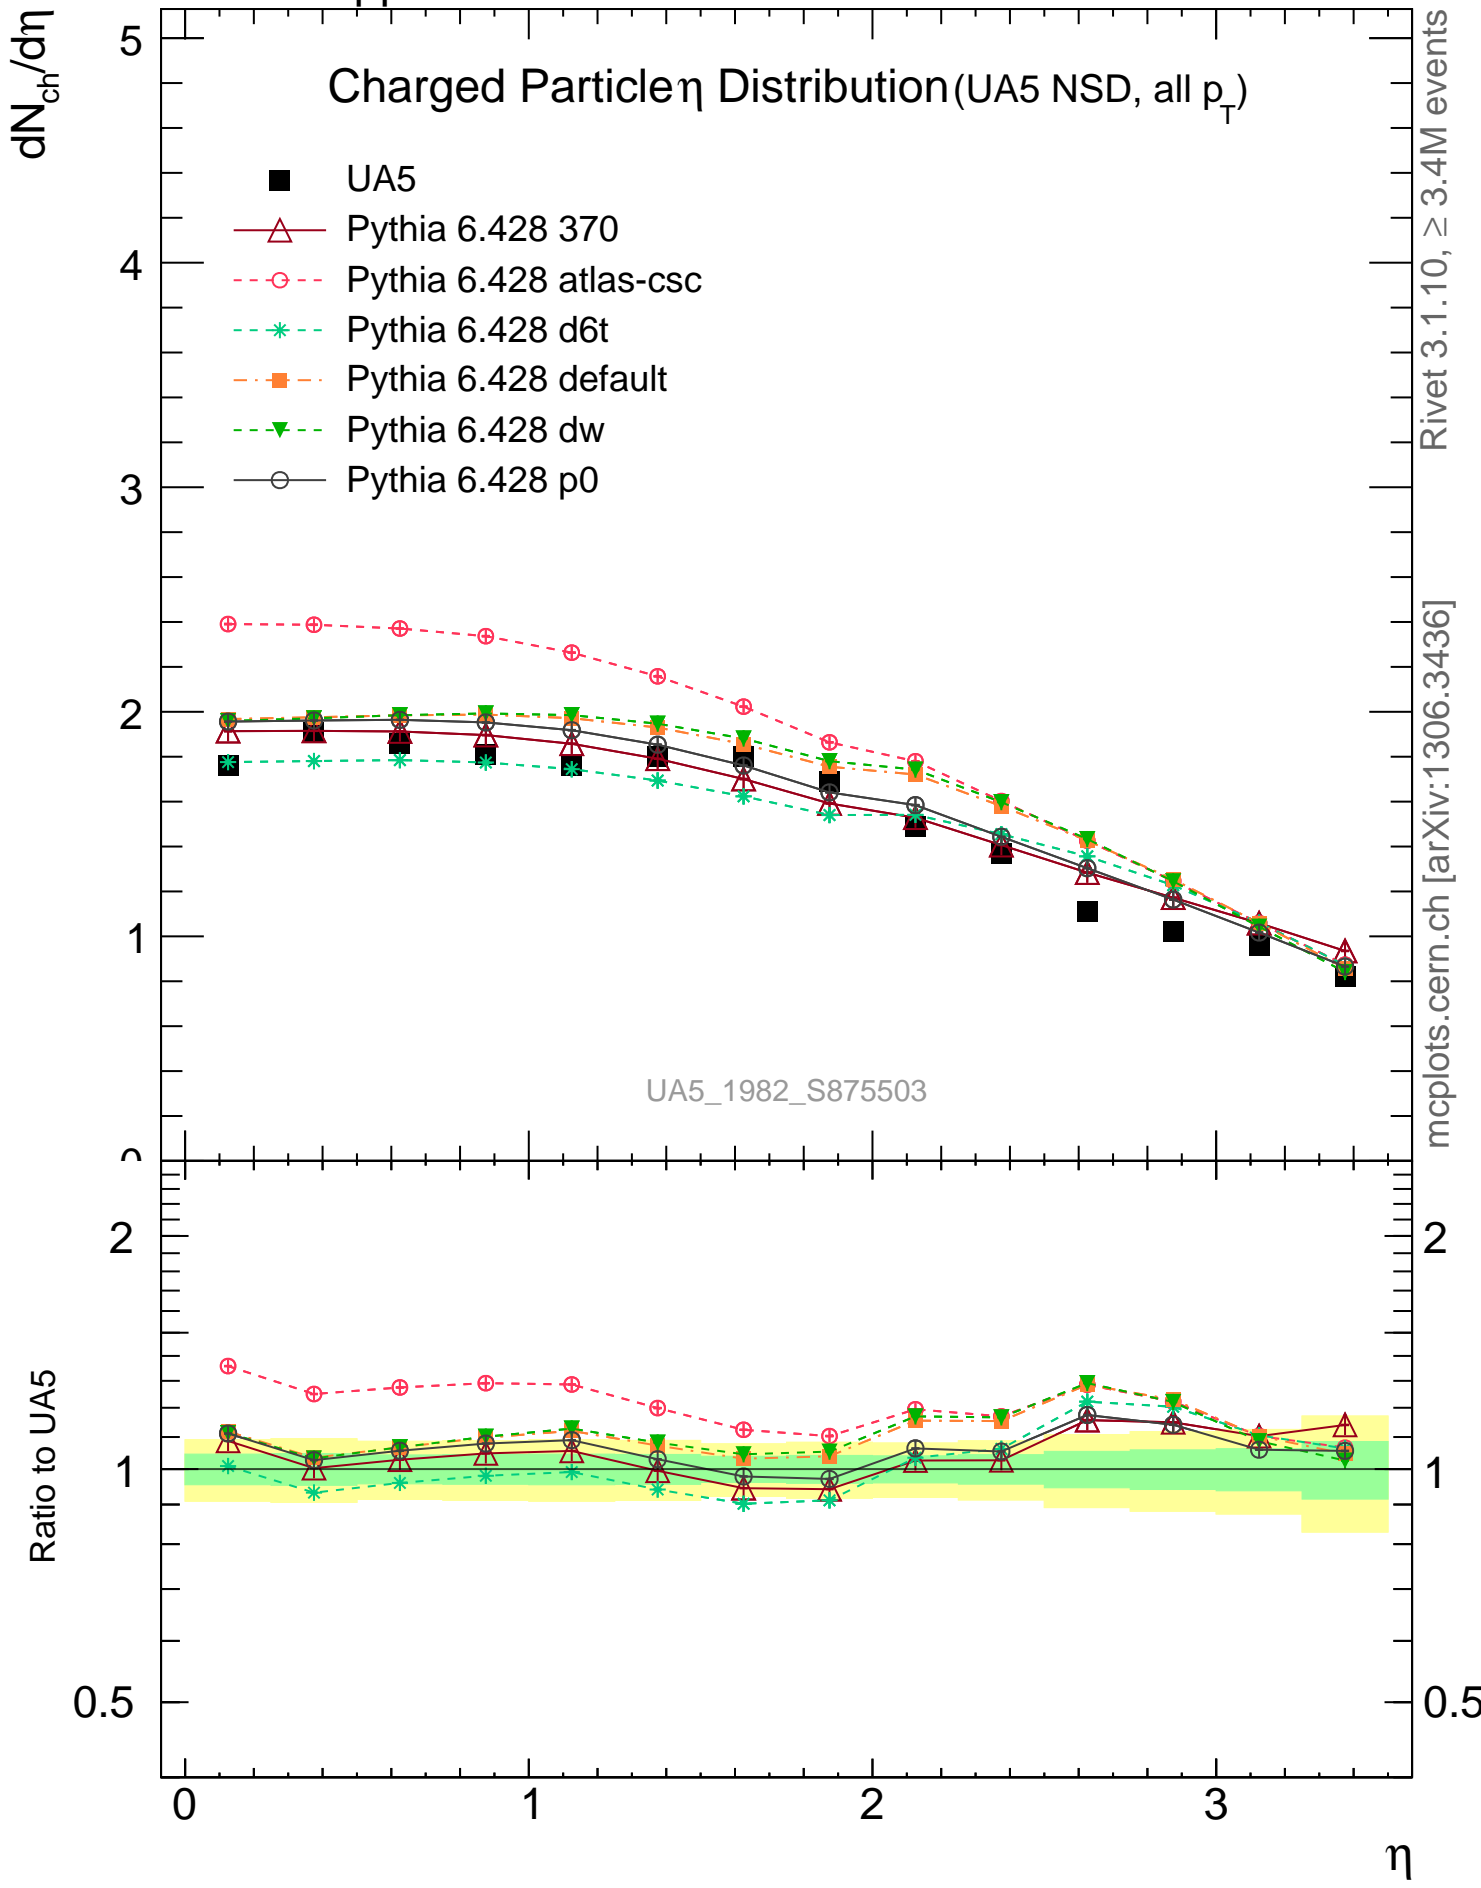 dN_ch/dη
Charged Particle η Distribution (UA5 NSD, all p_T)
UA5
Pythia 6.428 370
Pythia 6.428 atlas-csc
Pythia 6.428 d6t
Pythia 6.428 default
Pythia 6.428 dw
Pythia 6.428 p0
5
4
3
2
1
0
UA5_1982_S875503
Rivet 3.1.10, ≥ 3.4M events
mcplots.cern.ch [arXiv:1306.3436]
Ratio to UA5
2
1
0.5
2
1
0.5
0
1
2
3
η